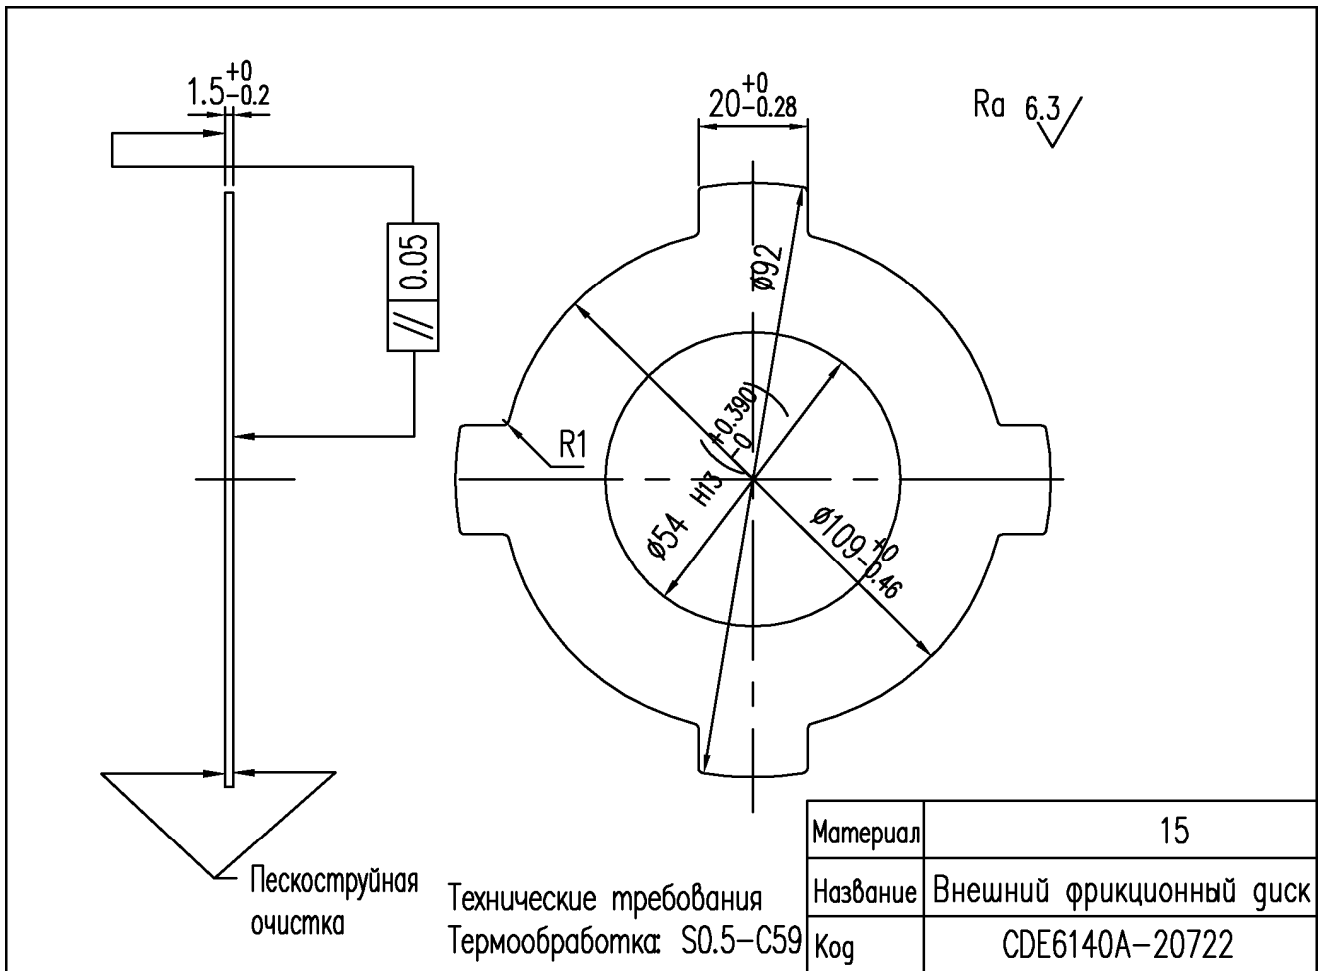 1.5+0-0.2
20+0-0.28
Ra 6.3
// 0.05
ø92
R1
ø54 H13 (+0.390 -0)
ø109+0-0.46
Пескоструйная
очистка
Технические требования
Термообработка: S0.5-C59
Материал 15
Название Внешний фрикционный диск
Код CDE6140A-20722